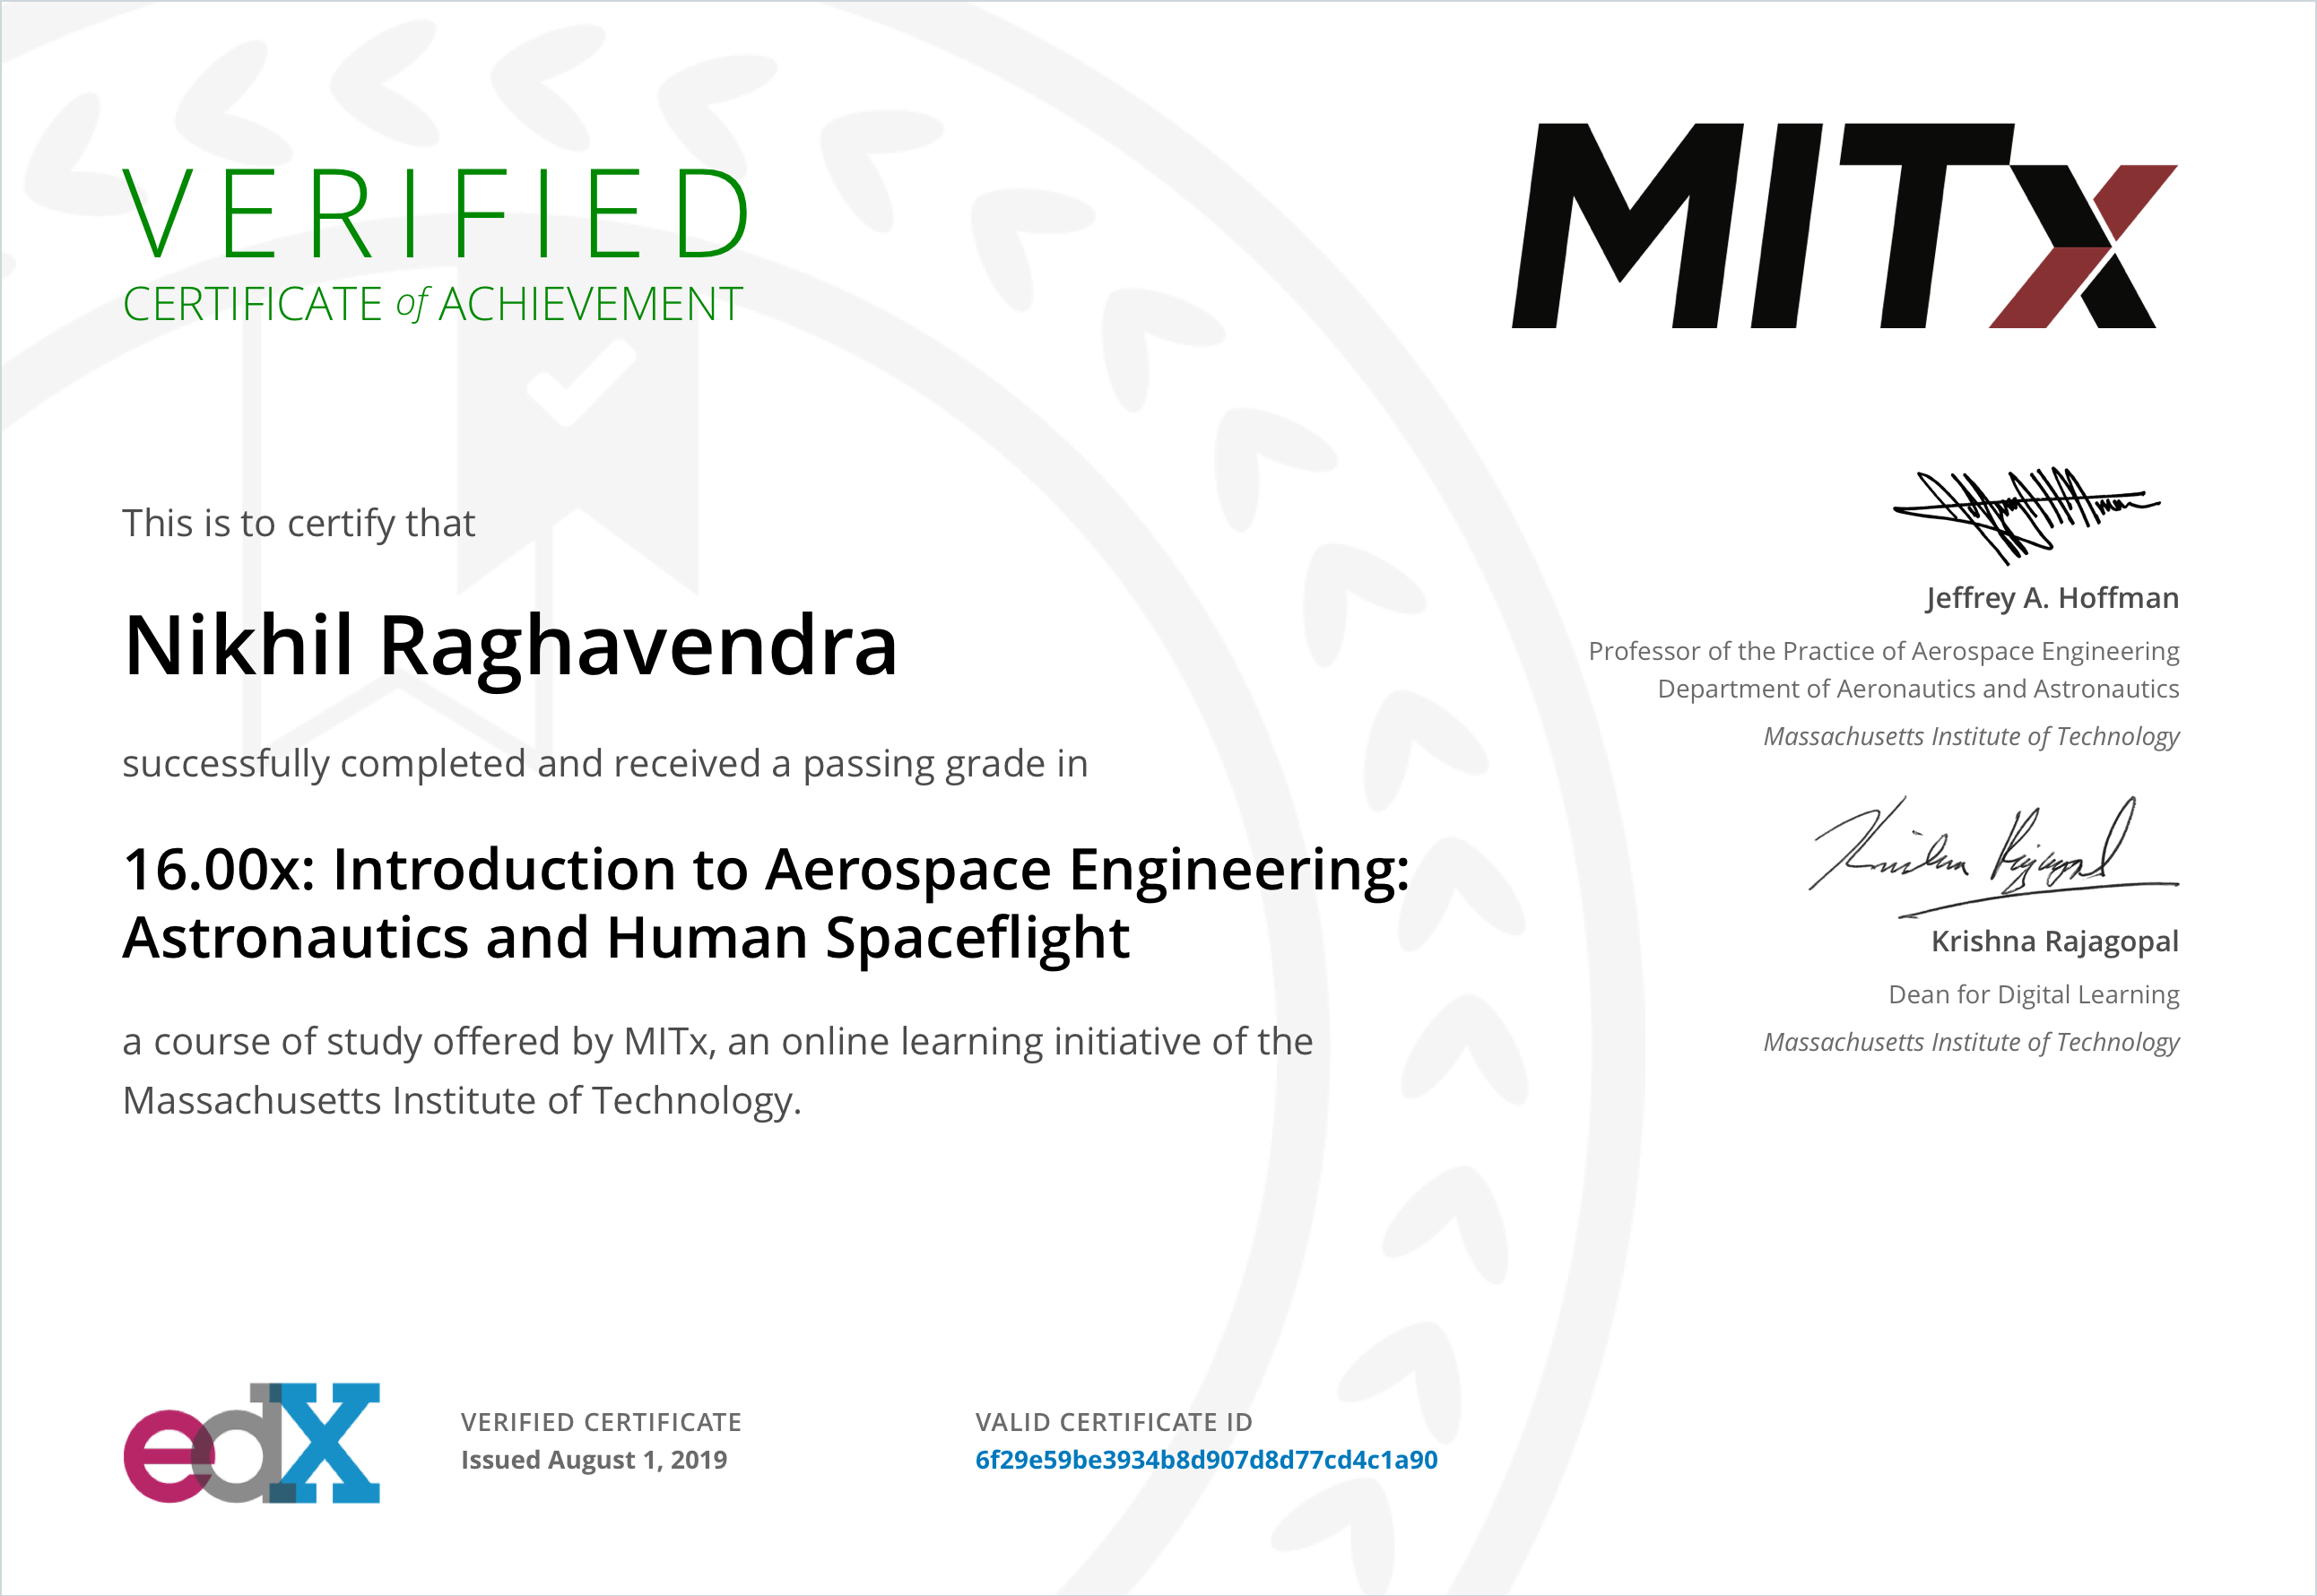 VERIFIED
CERTIFICATE of ACHIEVEMENT
MITx
This is to certify that
Nikhil Raghavendra
successfully completed and received a passing grade in
16.00x: Introduction to Aerospace Engineering:
Astronautics and Human Spaceflight
a course of study offered by MITx, an online learning initiative of the
Massachusetts Institute of Technology.
Jeffrey A. Hoffman
Professor of the Practice of Aerospace Engineering
Department of Aeronautics and Astronautics
Massachusetts Institute of Technology
Krishna Rajagopal
Krishna Rajagopal
Dean for Digital Learning
Massachusetts Institute of Technology
edX
VERIFIED CERTIFICATE
Issued August 1, 2019
VALID CERTIFICATE ID
6f29e59be3934b8d907d8d77cd4c1a90